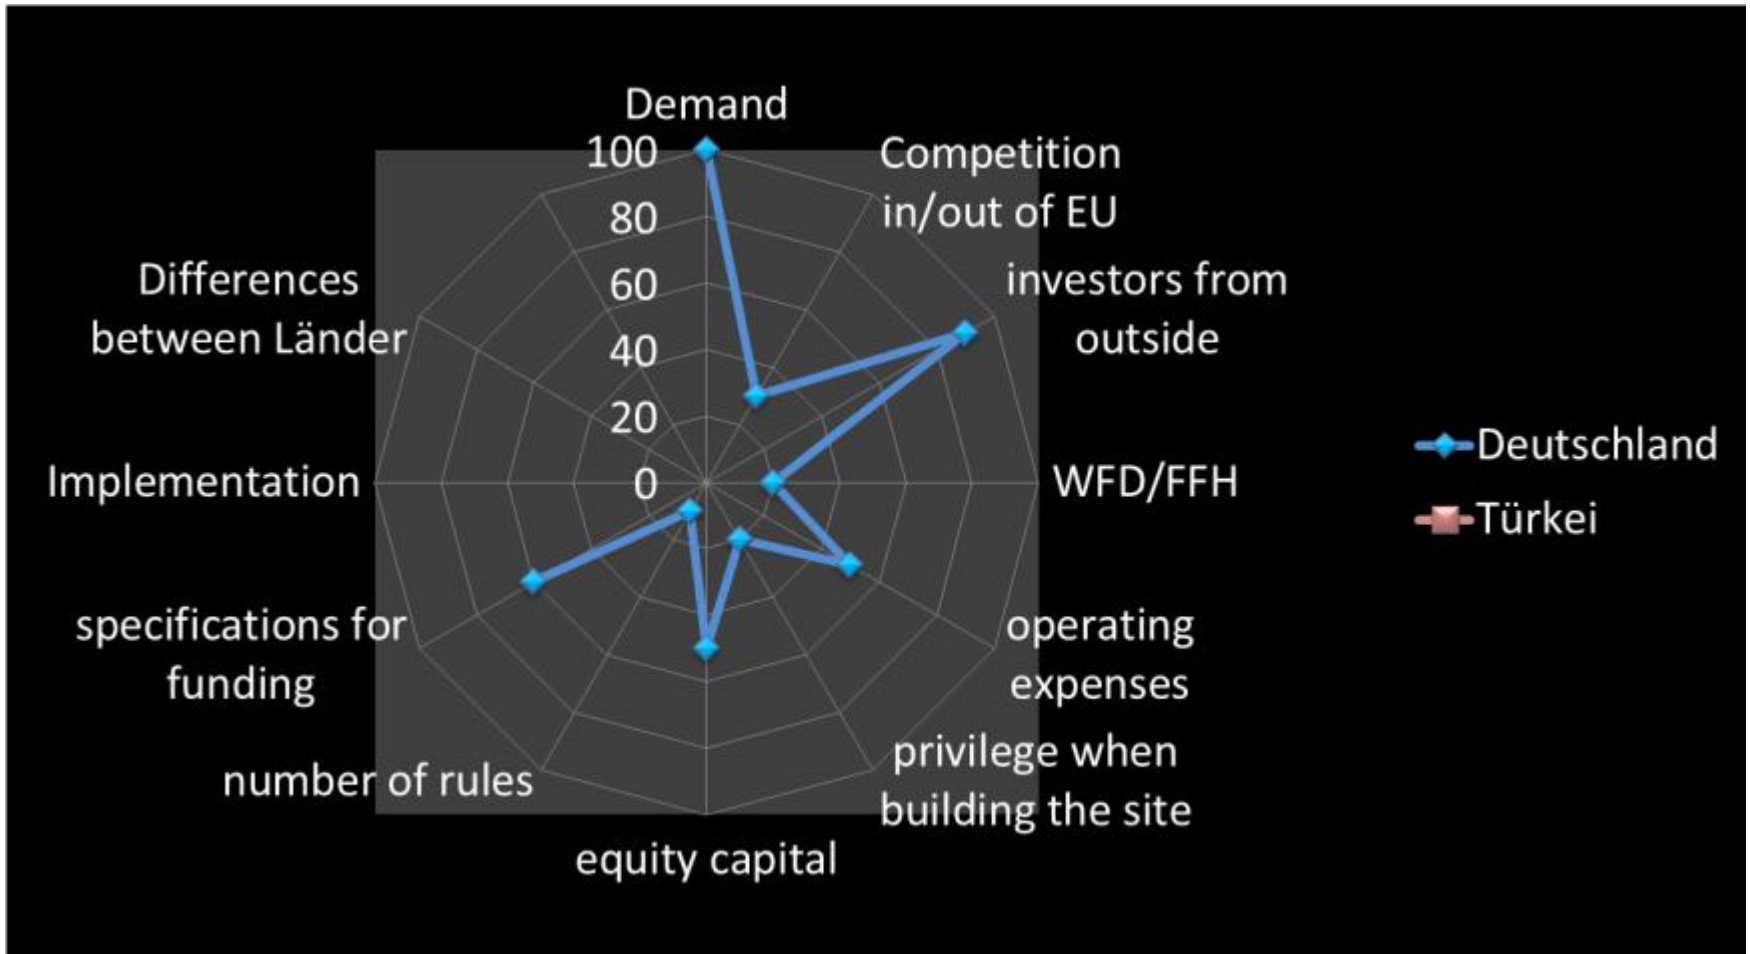 Demand
Competition
in/out of EU
investors from
outside
WFD/FFH
operating
expenses
privilege when
building the site
equity capital
number of rules
specifications for
funding
Implementation
Differences
between Länder
100
80
60
40
20
0
Deutschland
Türkei